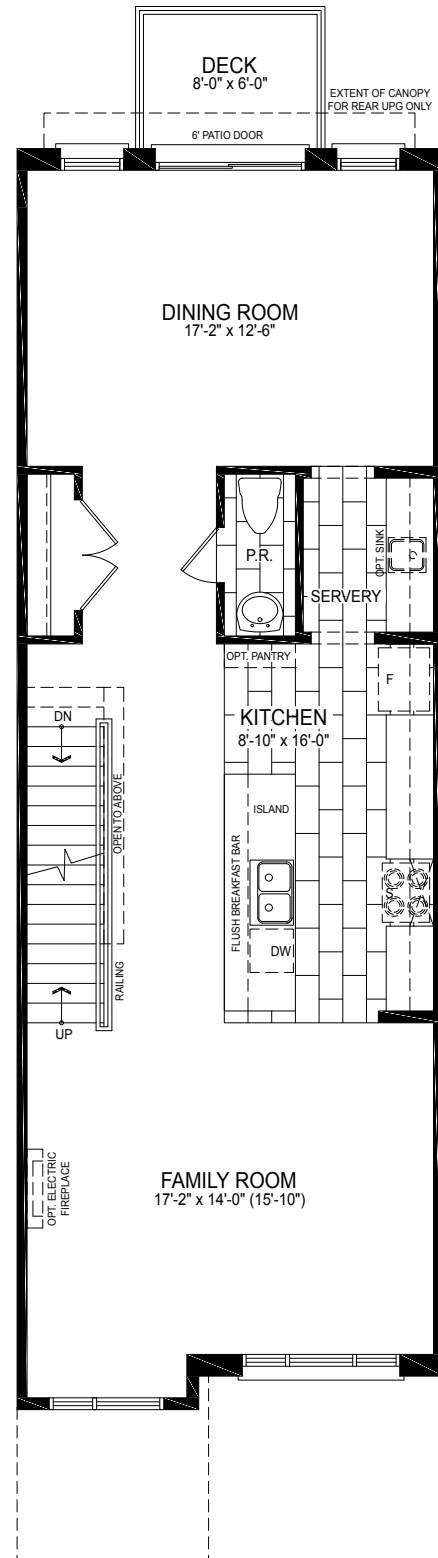 DECK
8'-0" x 6'-0"
EXTENT OF CANOPY
FOR REAR UPG ONLY
6' PATIO DOOR
DINING ROOM
17'-2" x 12'-6"
P.R.
OPT. SINK
SERVERY
OPT. PANTRY
F
KITCHEN
8'-10" x 16'-0"
DN
OPEN TO ABOVE
ISLAND
FLUSH BREAKFAST BAR
S
DW
RAILING
UP
OPT. ELECTRIC
FIREPLACE
FAMILY ROOM
17'-2" x 14'-0" (15'-10")